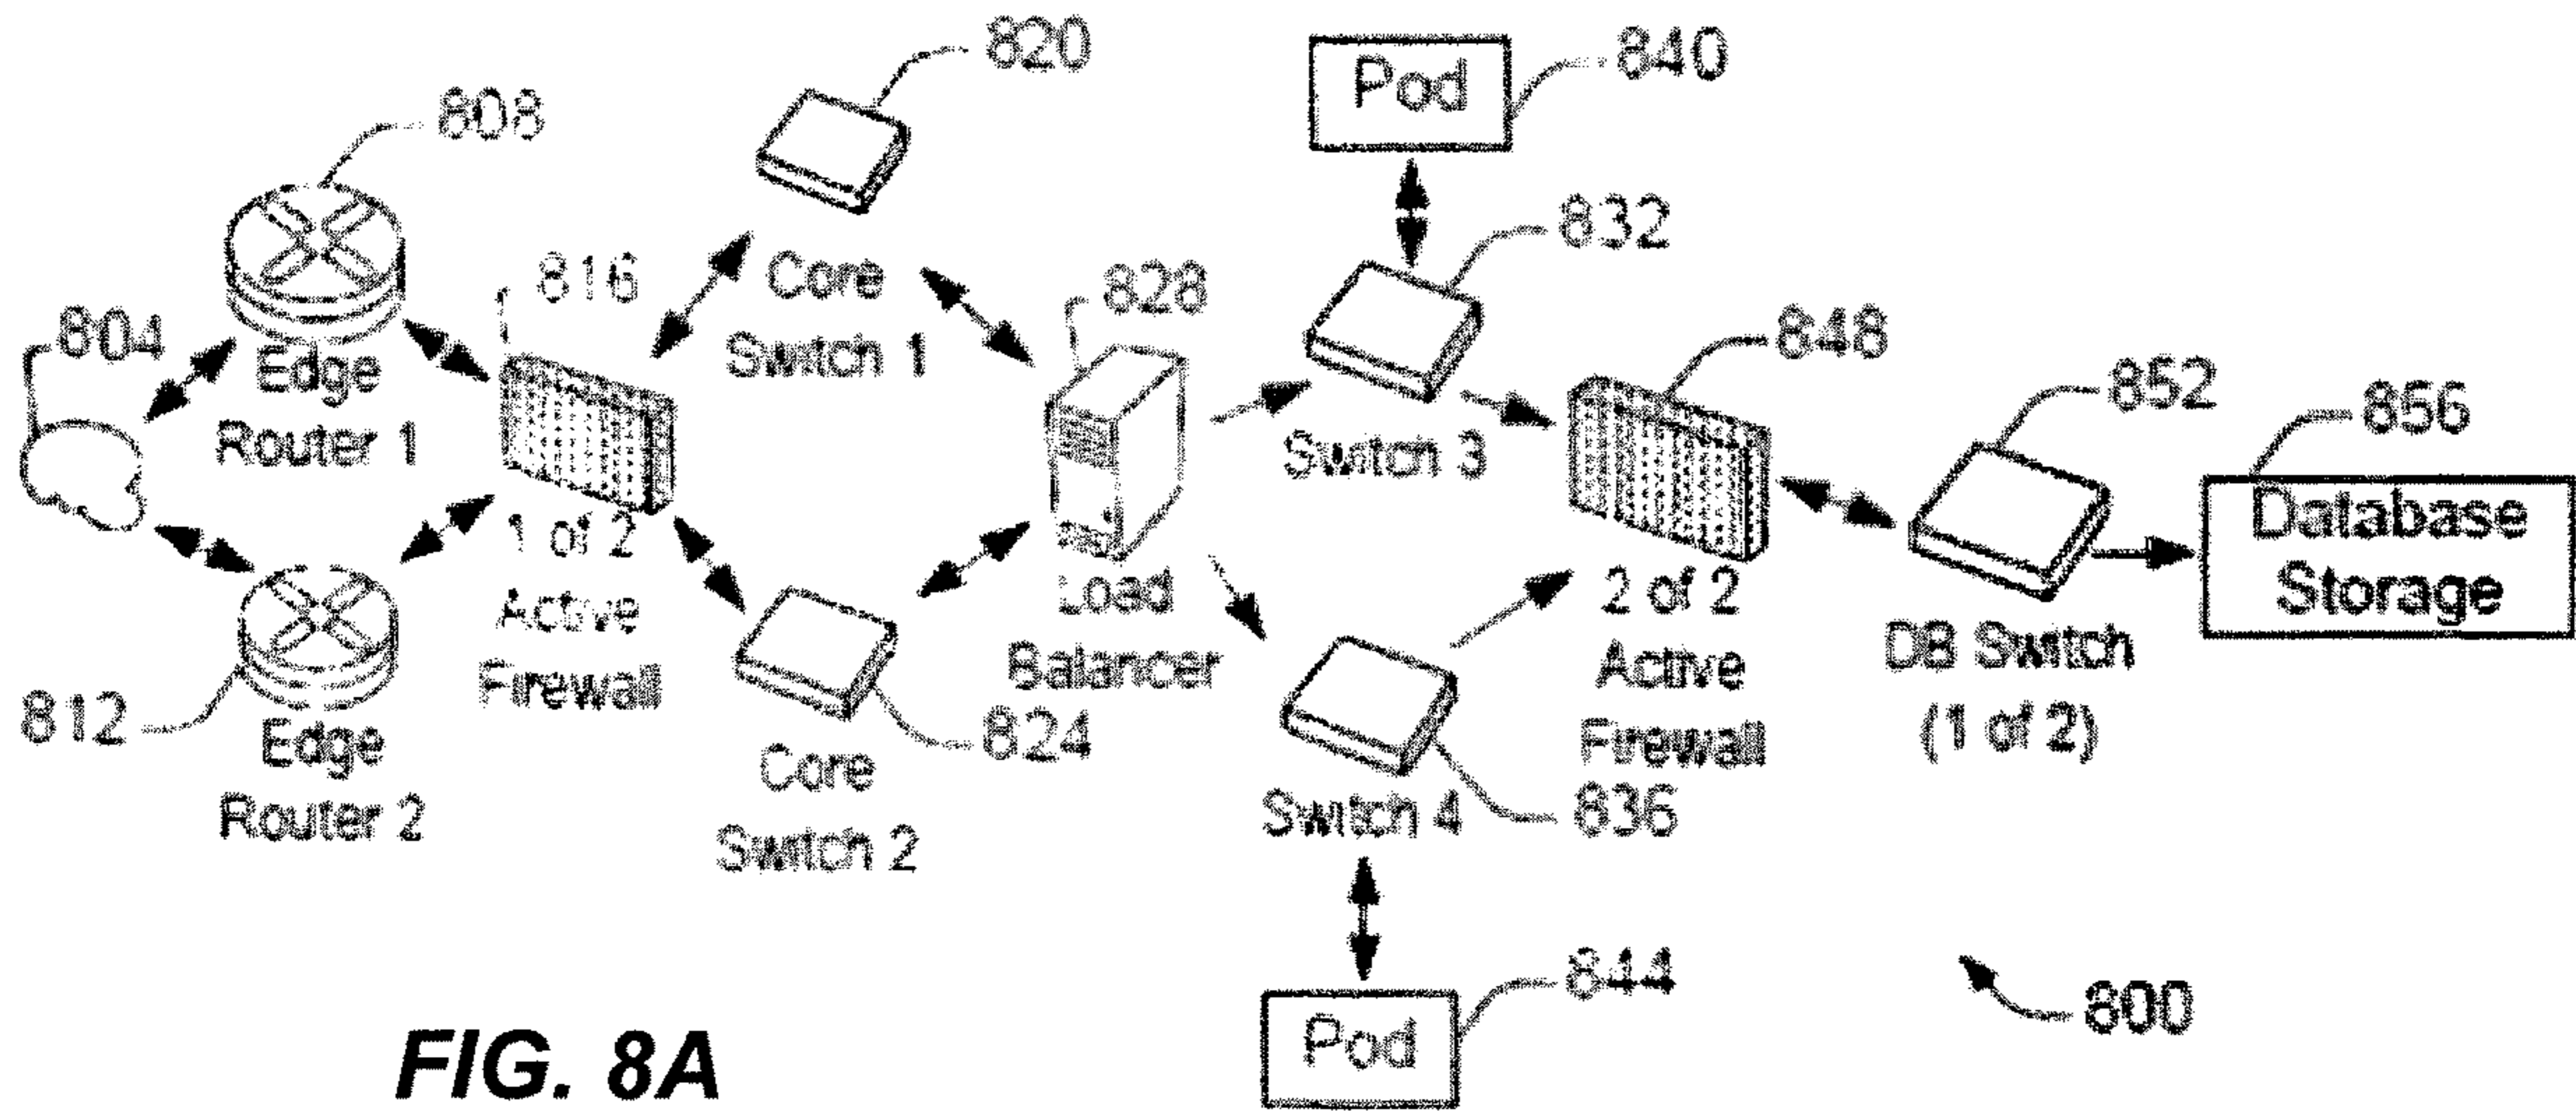 820
Pod
840
808
832
816
Core
Switch 1
828
804
848
Edge
Router 1
852
856
Switch 3
Database
Storage
1 of 2
Active
Firewall
Load
Balancer
2 of 2
Active
Firewall
DB Switch
(1 of 2)
812
Edge
Router 2
824
Core
Switch 2
Switch 4
836
844
Pod
800
FIG. 8A